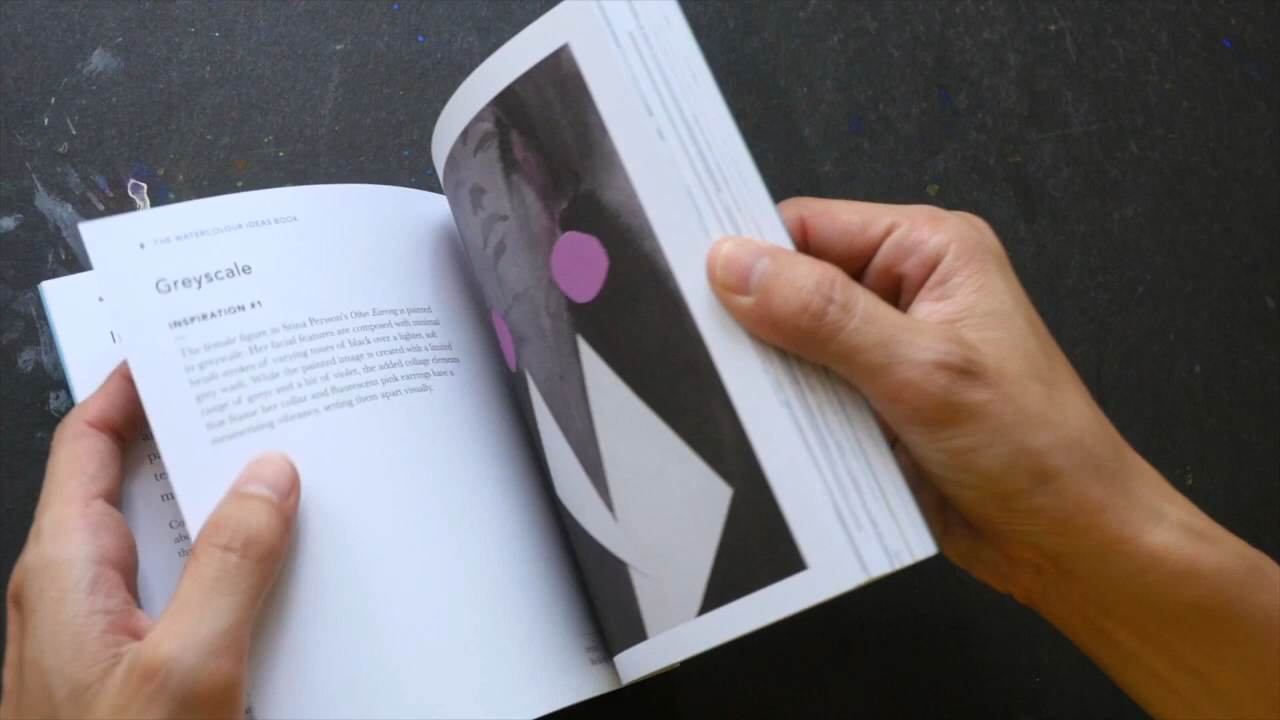 THE WATERCOLOUR IDEAS BOOK
Greyscale
INSPIRATION #1
The female figure in Stina Persson's Other Earring is painted
in greyscale. Her facial features are composed with minimal
brush strokes of varying tones of black over a lighter, soft
grey wash. While the painted image is created with a limited
range of greys and a bit of violet, the added collage elements
that frame her collar and fluorescent pink earrings have a
mesmerising vibrancy, setting them apart visually.